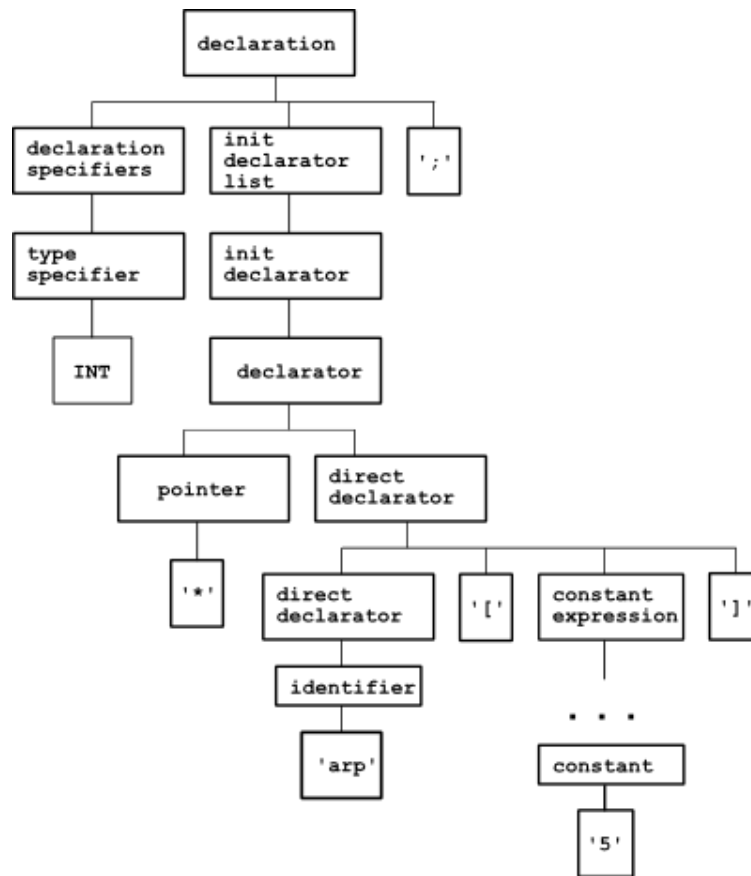 declaration
declaration
specifiers
init
declarator
list
';'
type
specifier
init
declarator
INT
declarator
pointer
direct
declarator
'*'
direct
declarator
'['
constant
expression
']'
identifier
. . .
'arp'
constant
'5'